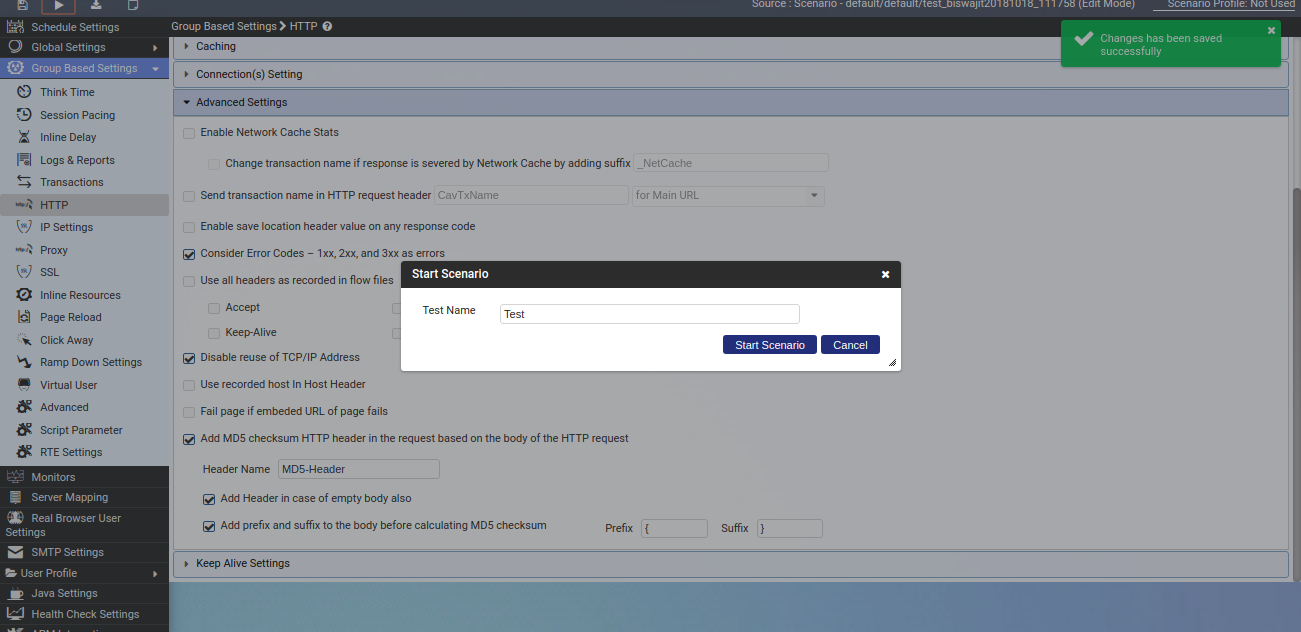 Source : Scenario - default/default/test_biswajit20181018_111758 (Edit Mode)
Scenario Profile: Not Used
Schedule Settings
Global Settings
Group Based Settings
Think Time
Session Pacing
Inline Delay
Logs & Reports
Transactions
HTTP
IP Settings
Proxy
SSL
Inline Resources
Page Reload
Click Away
Ramp Down Settings
Virtual User
Advanced
Script Parameter
RTE Settings
Monitors
Server Mapping
Real Browser User
Settings
SMTP Settings
User Profile
Java Settings
Health Check Settings
Group Based Settings > HTTP ?
Changes has been saved
successfully
Caching
Connection(s) Setting
Advanced Settings
Enable Network Cache Stats
Change transaction name if response is severed by Network Cache by adding suffix _NetCache
Send transaction name in HTTP request header CavTxName for Main URL
Enable save location header value on any response code
Consider Error Codes – 1xx, 2xx, and 3xx as errors
Use all headers as recorded in flow files
Accept
Keep-Alive
Start Scenario
Test Name Test
Start Scenario Cancel
Disable reuse of TCP/IP Address
Use recorded host In Host Header
Fail page if embeded URL of page fails
Add MD5 checksum HTTP header in the request based on the body of the HTTP request
Header Name MD5-Header
Add Header in case of empty body also
Add prefix and suffix to the body before calculating MD5 checksum Prefix { Suffix }
Keep Alive Settings